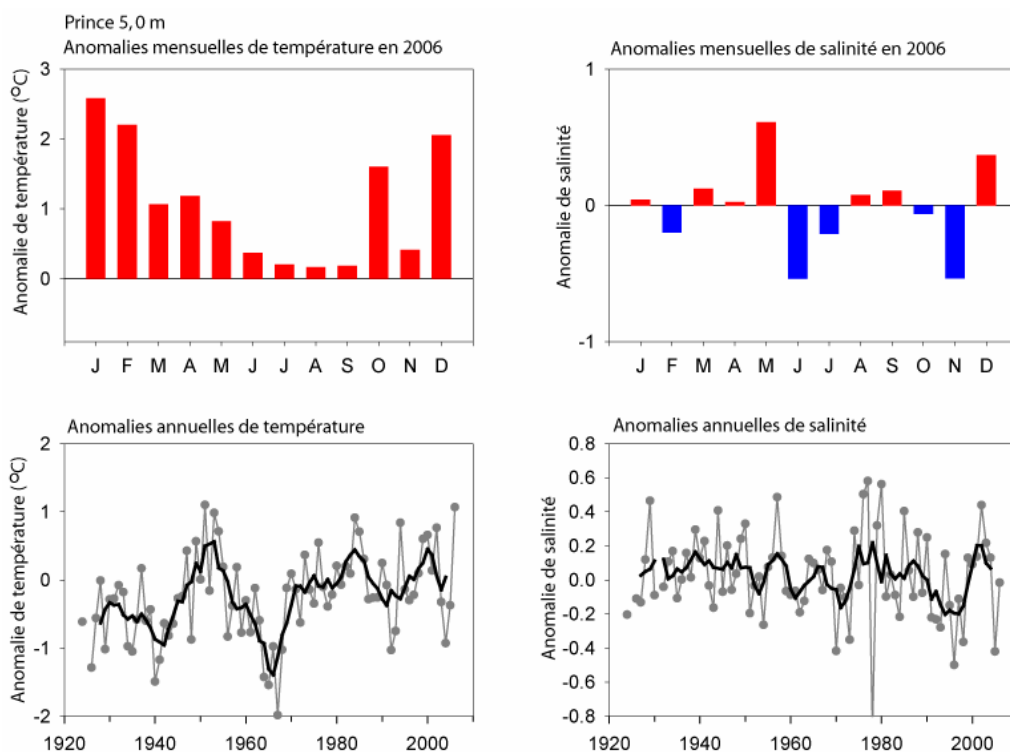 Prince 5, 0 m
Anomalies mensuelles de température en 2006
Anomalie de température (°C)
3
2
1
0
J F M A M J J A S O N D
Anomalies mensuelles de salinité en 2006
Anomalie de salinité
1
0
-1
J F M A M J J A S O N D
Anomalies annuelles de température
Anomalie de température (°C)
2
1
0
-1
-2
1920 1940 1960 1980 2000
Anomalies annuelles de salinité
Anomalie de salinité
0.8
0.6
0.4
0.2
0.0
-0.2
-0.4
-0.6
-0.8
1920 1940 1960 1980 2000